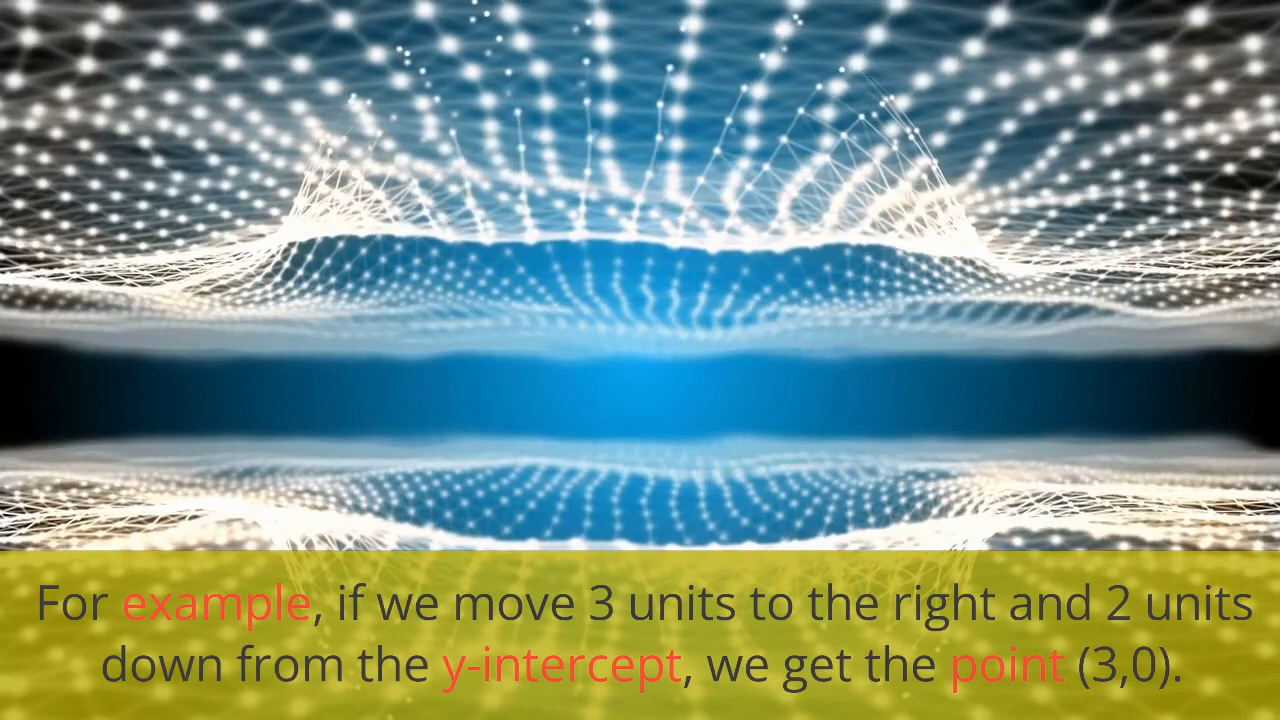 For example, if we move 3 units to the right and 2 units
down from the y-intercept, we get the point (3,0).